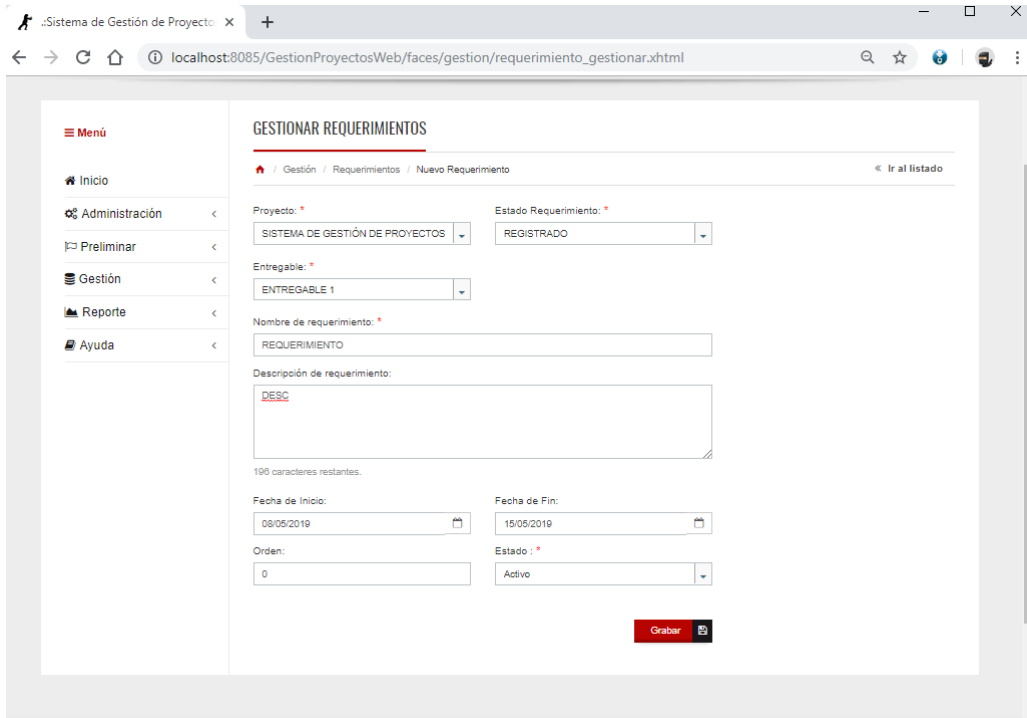 .:Sistema de Gestión de Proyecto
localhost:8085/GestionProyectosWeb/faces/gestion/requerimiento_gestionar.xhtml
Menú
Inicio
Administración
Preliminar
Gestión
Reporte
Ayuda
GESTIONAR REQUERIMIENTOS
/ Gestión / Requerimientos / Nuevo Requerimiento
« Ir al listado
Proyecto: * Estado Requerimiento: *
SISTEMA DE GESTIÓN DE PROYECTOS REGISTRADO
Entregable: *
ENTREGABLE 1
Nombre de requerimiento: *
REQUERIMIENTO
Descripción de requerimiento:
DESC
196 caracteres restantes.
Fecha de Inicio: Fecha de Fin:
08/05/2019 15/05/2019
Orden: Estado : *
0 Activo
Grabar